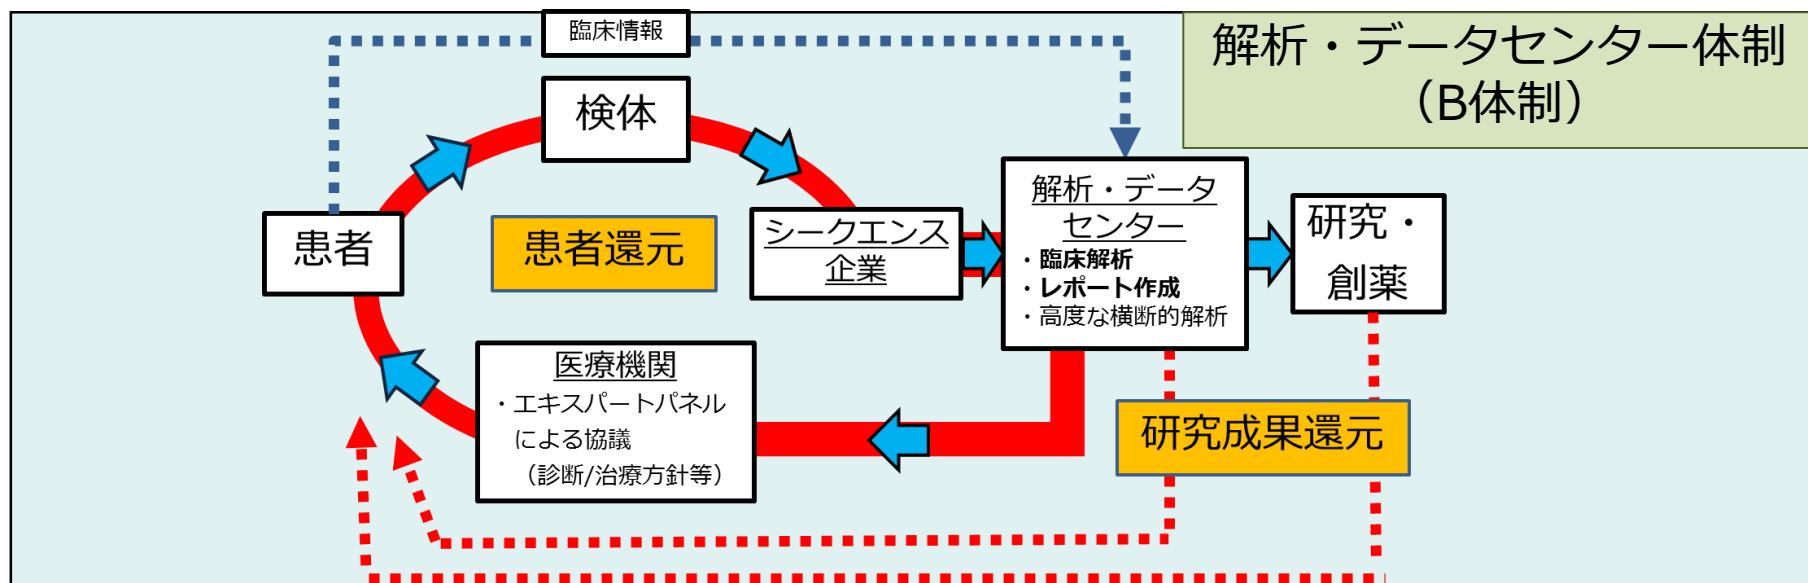 臨床情報
解析・データセンター体制
（B体制）
検体
患者
患者還元
シークエンス
企業
解析・データ
センター
・臨床解析
・レポート作成
・高度な横断的解析
研究・
創薬
医療機関
・エキスパートパネル
による協議
（診断/治療方針等）
研究成果還元